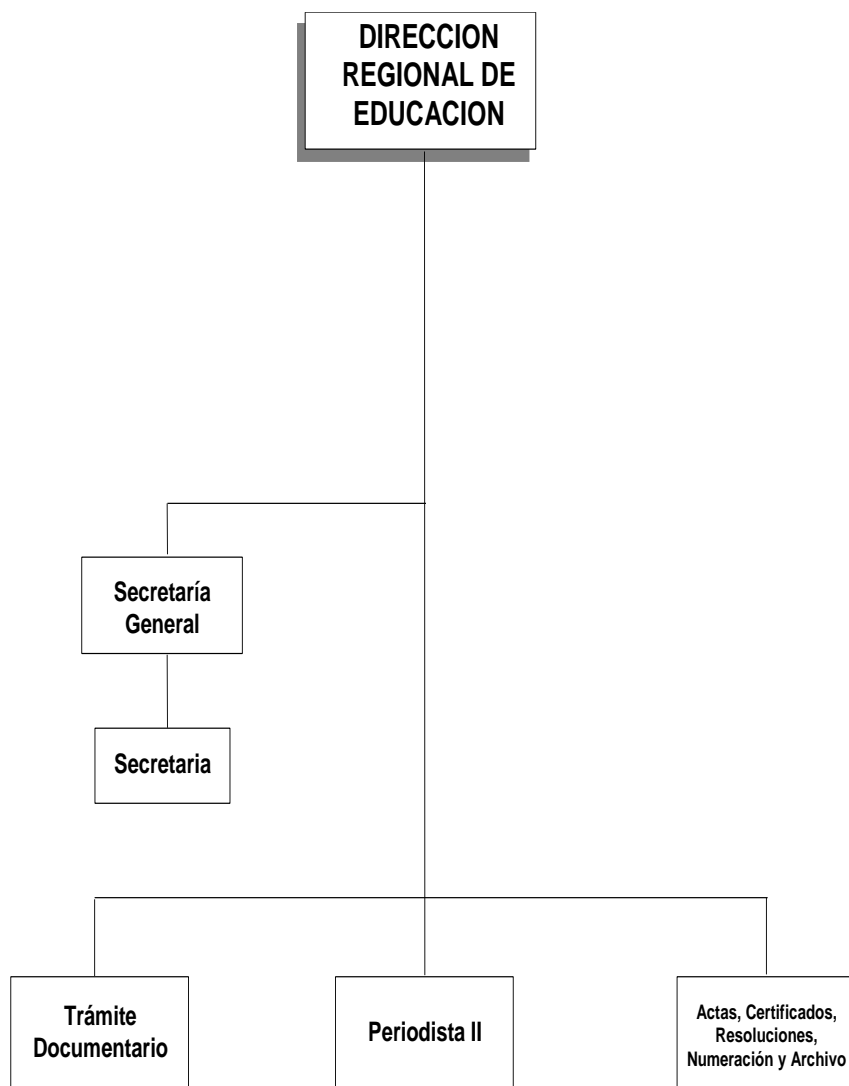 DIRECCION
REGIONAL DE
EDUCACION
Secretaría
General
Secretaria
Trámite
Documentario
Periodista II
Actas, Certificados,
Resoluciones,
Numeración y Archivo